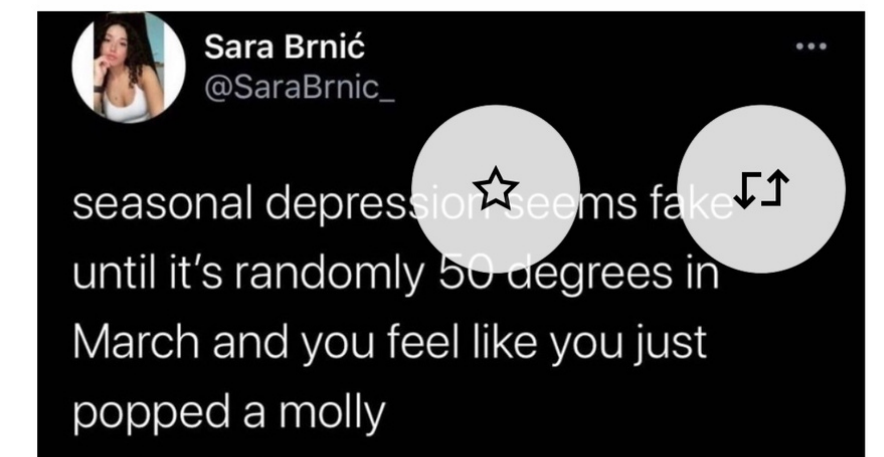 Sara Brnić
@SaraBrnic_
seasonal depression seems fake
until it’s randomly 50 degrees in
March and you feel like you just
popped a molly